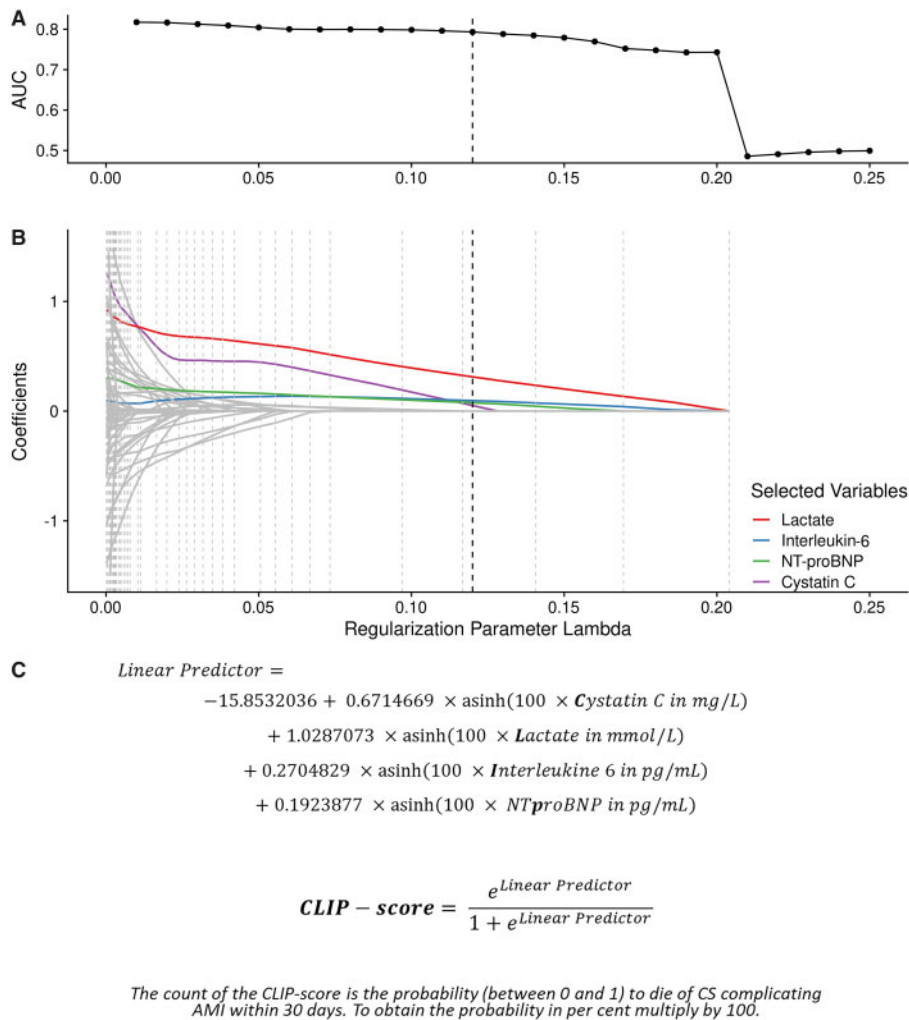 A
0.8
0.7
0.5
AUC
0.00 0.05 0.10 0.15 0.20 0.25
B
1
0
-1
Coefficients
Selected Variables
Lactate
Interleukin-6
NT-proBNP
Cystatin C
0.00 0.05 0.10 0.15 0.20 0.25
Regularization Parameter Lambda
C
Linear Predictor =
−15.8532036 + 0.6714669 × asinh(100 × Cystatin C in mg/L)
+ 1.0287073 × asinh(100 × Lactate in mmol/L)
+ 0.2704829 × asinh(100 × Interleukine 6 in pg/mL)
+ 0.1923877 × asinh(100 × NTproBNP in pg/mL)
e^Linear Predictor
CLIP − score =
1 + e^Linear Predictor
The count of the CLIP-score is the probability (between 0 and 1) to die of CS complicating
AMI within 30 days. To obtain the probability in per cent multiply by 100.